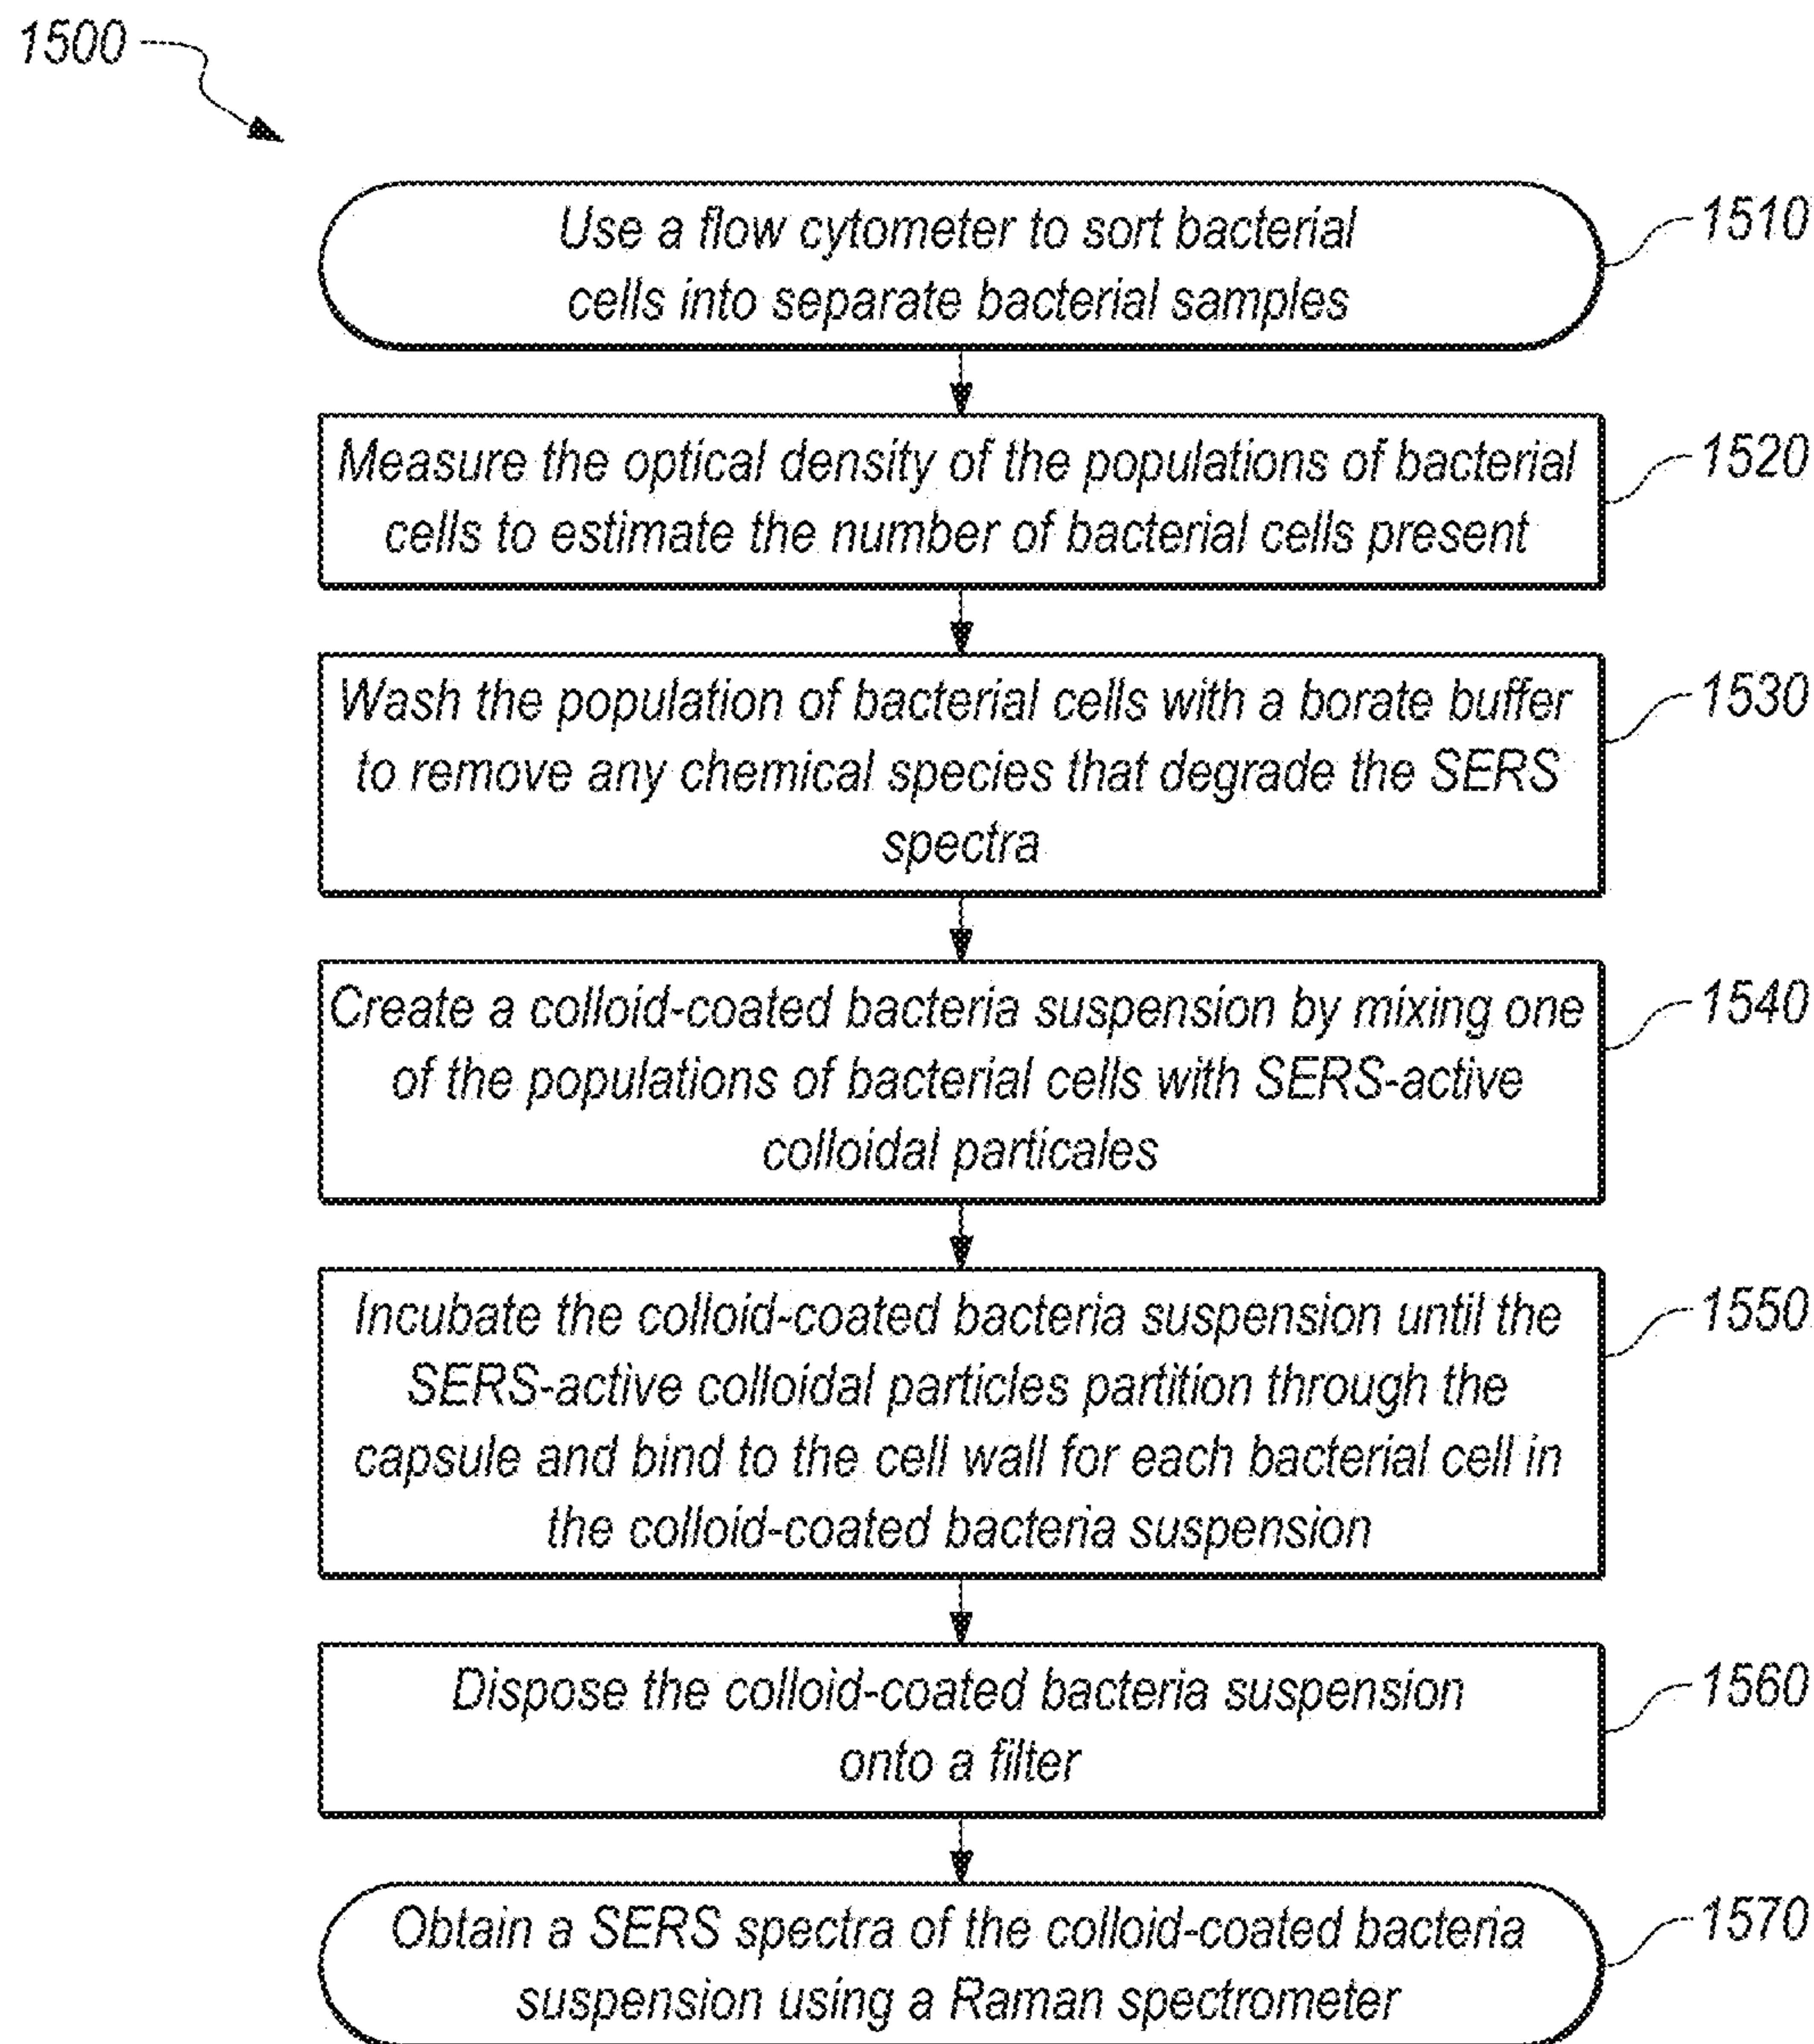 1500
Use a flow cytometer to sort bacterial
cells into separate bacterial samples
1510
Measure the optical density of the populations of bacterial
cells to estimate the number of bacterial cells present
1520
Wash the population of bacterial cells with a borate buffer
to remove any chemical species that degrade the SERS
spectra
1530
Create a colloid-coated bacteria suspension by mixing one
of the populations of bacterial cells with SERS-active
colloidal particales
1540
Incubate the colloid-coated bacteria suspension until the
SERS-active colloidal particles partition through the
capsule and bind to the cell wall for each bacterial cell in
the colloid-coated bacteria suspension
1550
Dispose the colloid-coated bacteria suspension
onto a filter
1560
Obtain a SERS spectra of the colloid-coated bacteria
suspension using a Raman spectrometer
1570